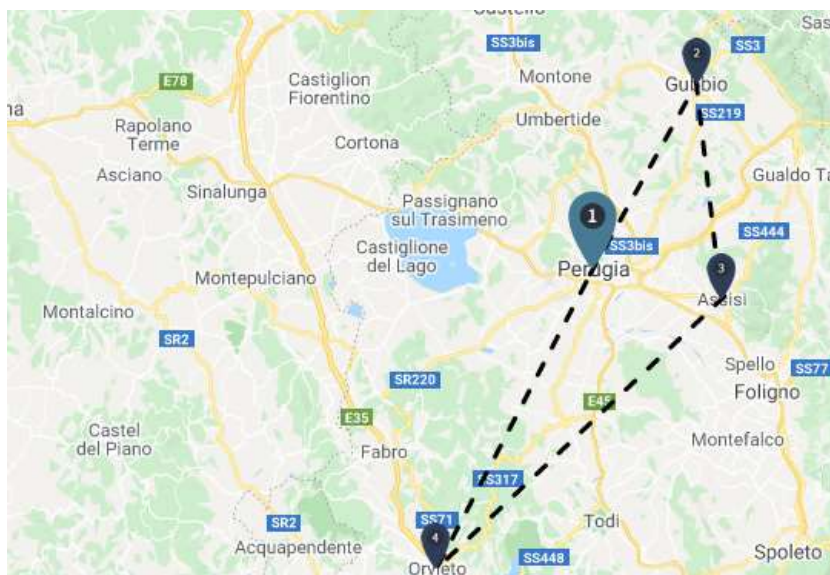 Castello
SS3bis
2
SS3
E78
Castiglion
Fiorentino
Montone
Gubbio
na
SS219
Rapolano
Terme
Umbertide
Cortona
Asciano
Sinalunga
Gualdo Ta
Passignano
sul Trasimeno
1
SS444
Castiglione
del Lago
SS3bis
Perugia
3
Montepulciano
Assisi
Montalcino
SR2
Spello
SS77
SR220
Foligno
E45
E35
Castel
del Piano
Montefalco
Fabro
SS317
SS71
SR2
Todi
4
Acquapendente
SS448
Spoleto
Orvieto